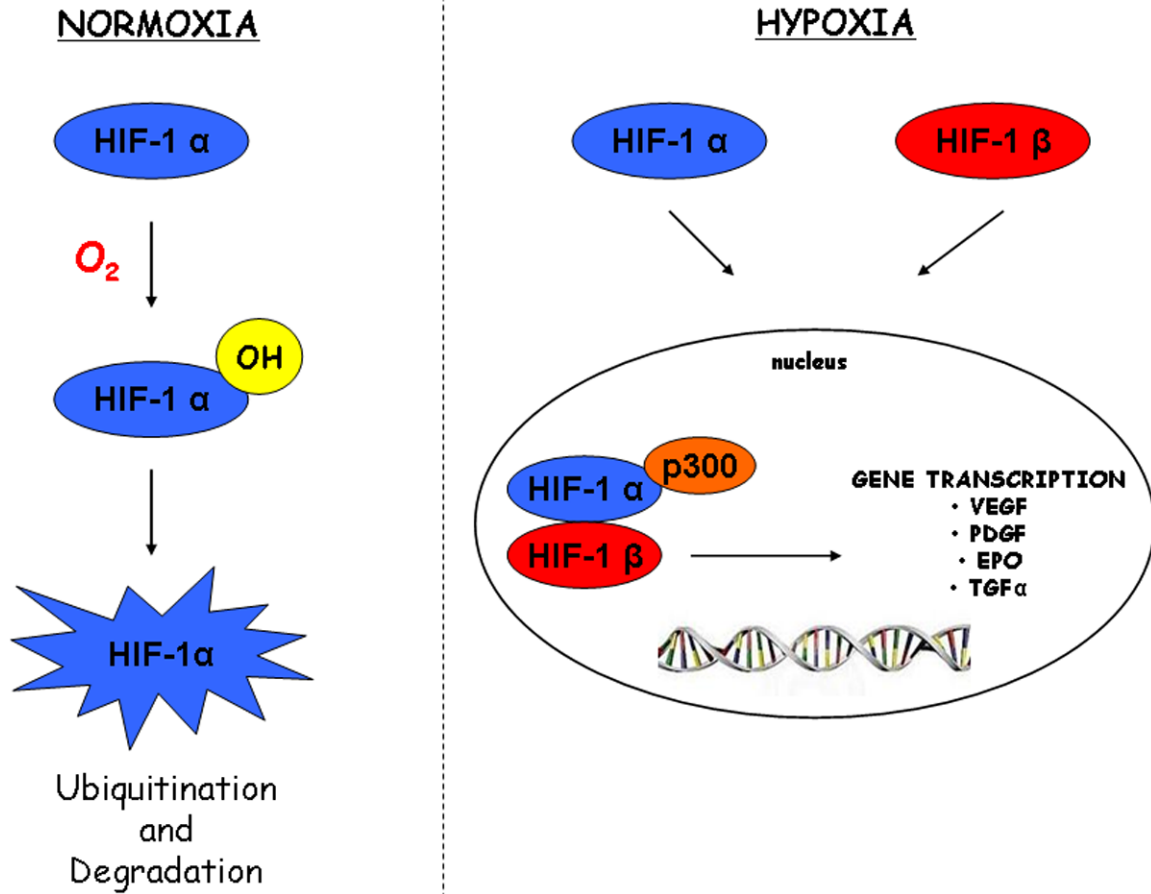 NORMOXIA
HIF-1 α
O₂
OH
HIF-1 α
HIF-1α
Ubiquitination
and
Degradation
HYPOXIA
HIF-1 α
HIF-1 β
nucleus
p300
HIF-1 α
HIF-1 β
GENE TRANSCRIPTION
• VEGF
• PDGF
• EPO
• TGFα